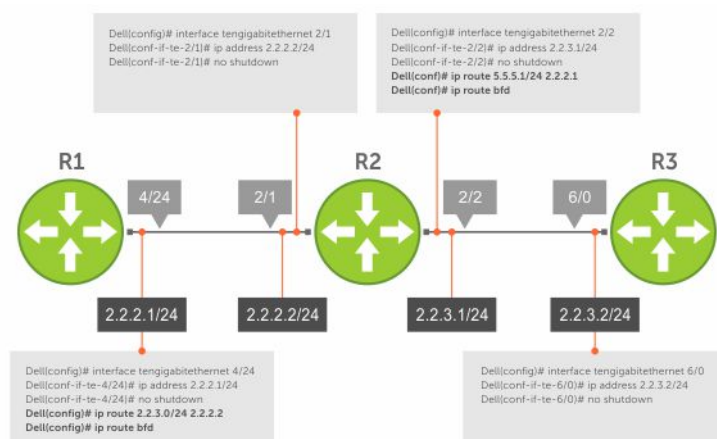 Dell(config)# interface tengigabitethernet 2/1
Dell(conf-if-te-2/1)# ip address 2.2.2.2/24
Dell(conf-if-te-2/1)# no shutdown
Dell(config)# interface tengigabitethernet 2/2
Dell(conf-if-te-2/2)# ip address 2.2.3.1/24
Dell(conf-if-te-2/2)# no shutdown
Dell(conf)# ip route 5.5.5.1/24 2.2.2.1
Dell(conf)# ip route bfd
R1
R2
R3
4/24
2/1
2/2
6/0
2.2.2.1/24
2.2.2.2/24
2.2.3.1/24
2.2.3.2/24
Dell(config)# interface tengigabitethernet 4/24
Dell(conf-if-te-4/24)# ip address 2.2.2.1/24
Dell(conf-if-te-4/24)# no shutdown
Dell(config)# ip route 2.2.3.0/24 2.2.2.2
Dell(config)# ip route bfd
Dell(config)# interface tengigabitethernet 6/0
Dell(conf-if-te-6/0)# ip address 2.2.3.2/24
Dell(conf-if-te-6/0)# no shutdown